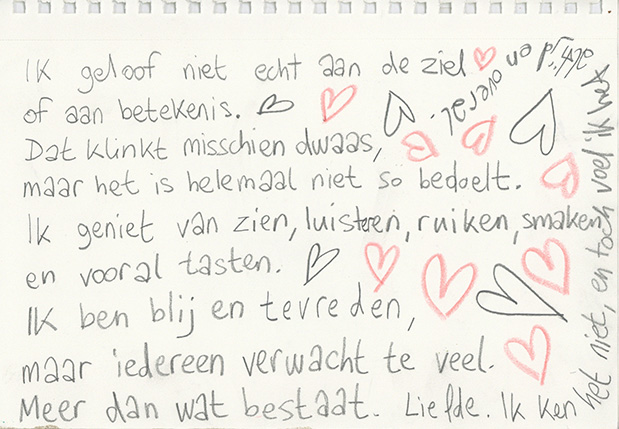 Ik geloof niet echt aan de ziel
of aan betekenis.
Dat klinkt misschien dwaas,
maar het is helemaal niet so bedoelt.
Ik geniet van zien, luisteren, ruiken, smaken
en vooral tasten.
Ik ben blij en tevreden,
maar iedereen verwacht te veel.
Meer dan wat bestaat. Liefde. Ik ken
het niet, en toch voel ik het
altijd en overal.